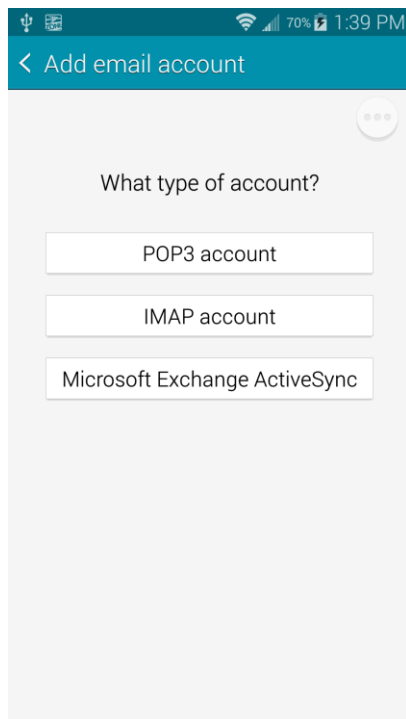 70% 1:39 PM
Add email account
What type of account?
POP3 account
IMAP account
Microsoft Exchange ActiveSync